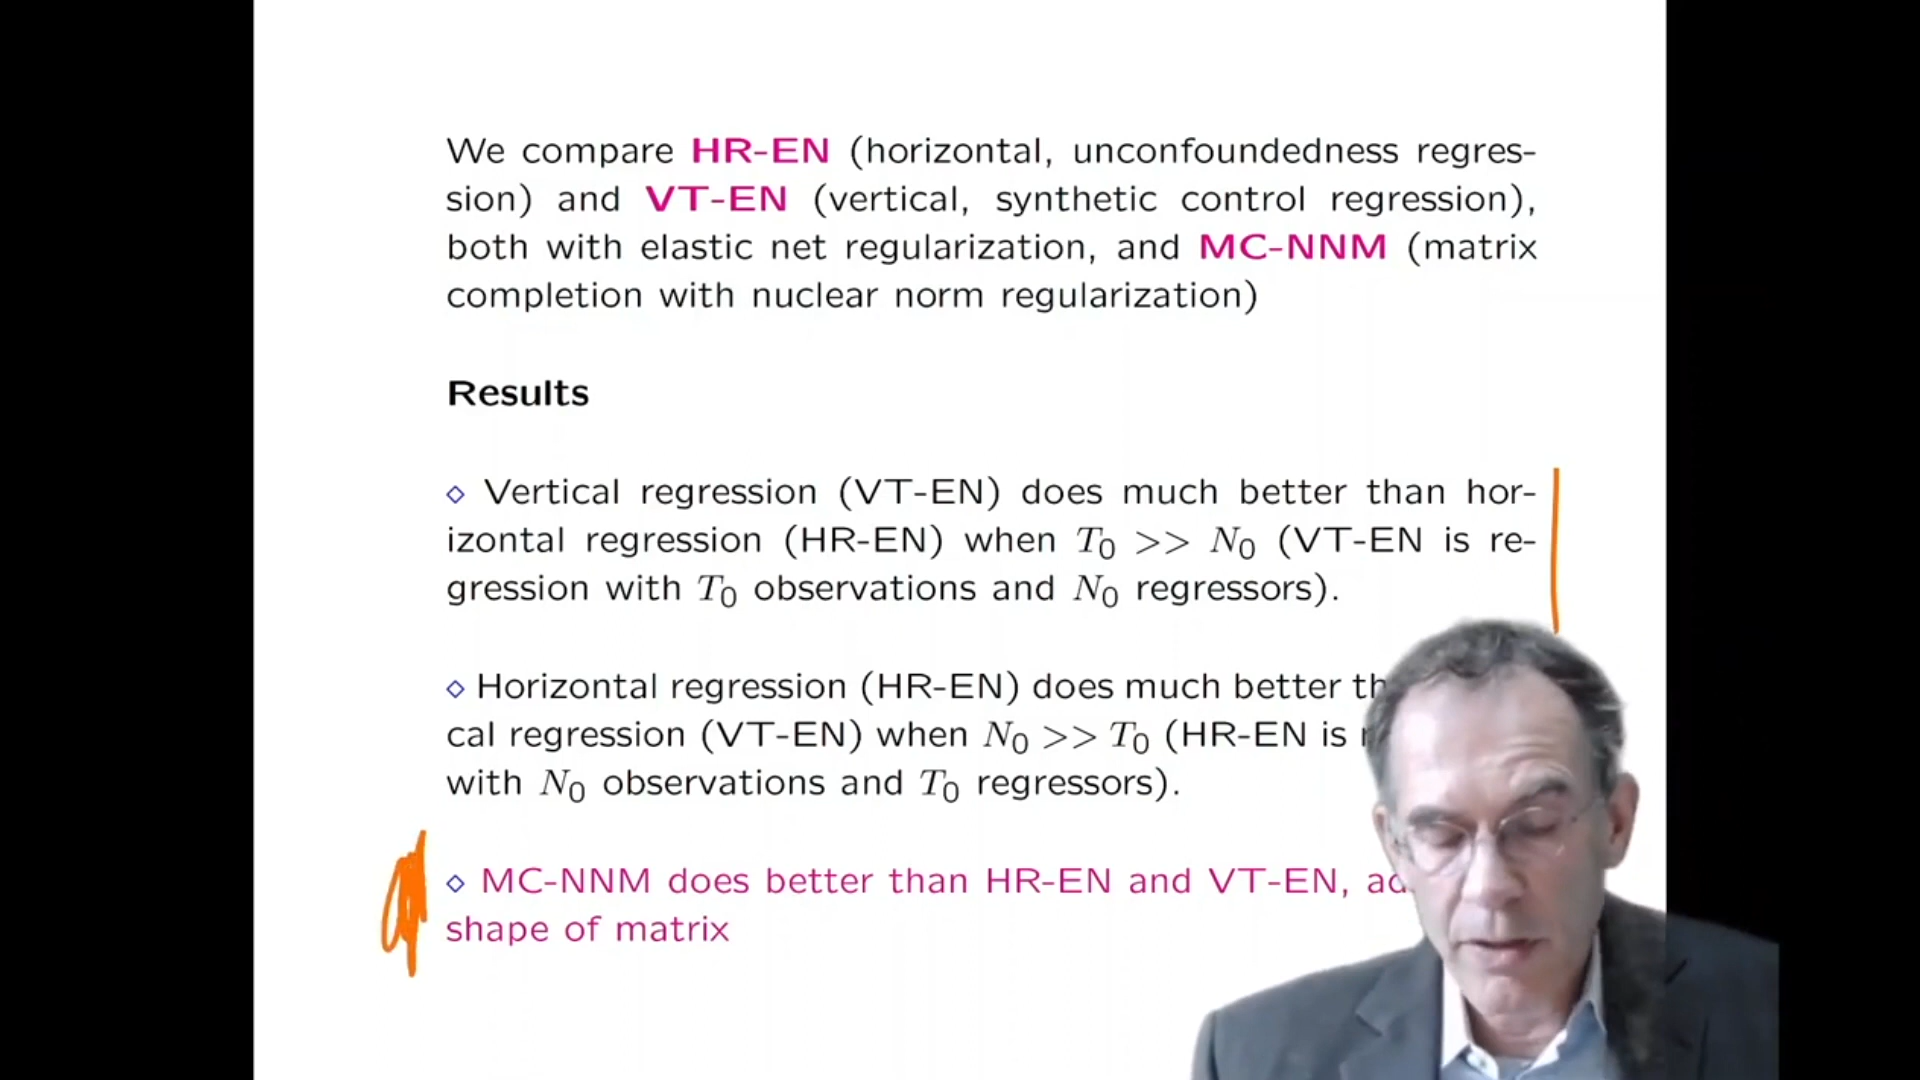 We compare HR-EN (horizontal, unconfoundedness regres-
sion) and VT-EN (vertical, synthetic control regression),
both with elastic net regularization, and MC-NNM (matrix
completion with nuclear norm regularization)
Results
⋄ Vertical regression (VT-EN) does much better than hor-
izontal regression (HR-EN) when T₀ >> N₀ (VT-EN is re-
gression with T₀ observations and N₀ regressors).
⋄ Horizontal regression (HR-EN) does much better
cal regression (VT-EN) when N₀ >> T₀ (HR-EN is
with N₀ observations and T₀ regressors).
⋄ MC-NNM does better than HR-EN and VT-EN,
shape of matrix